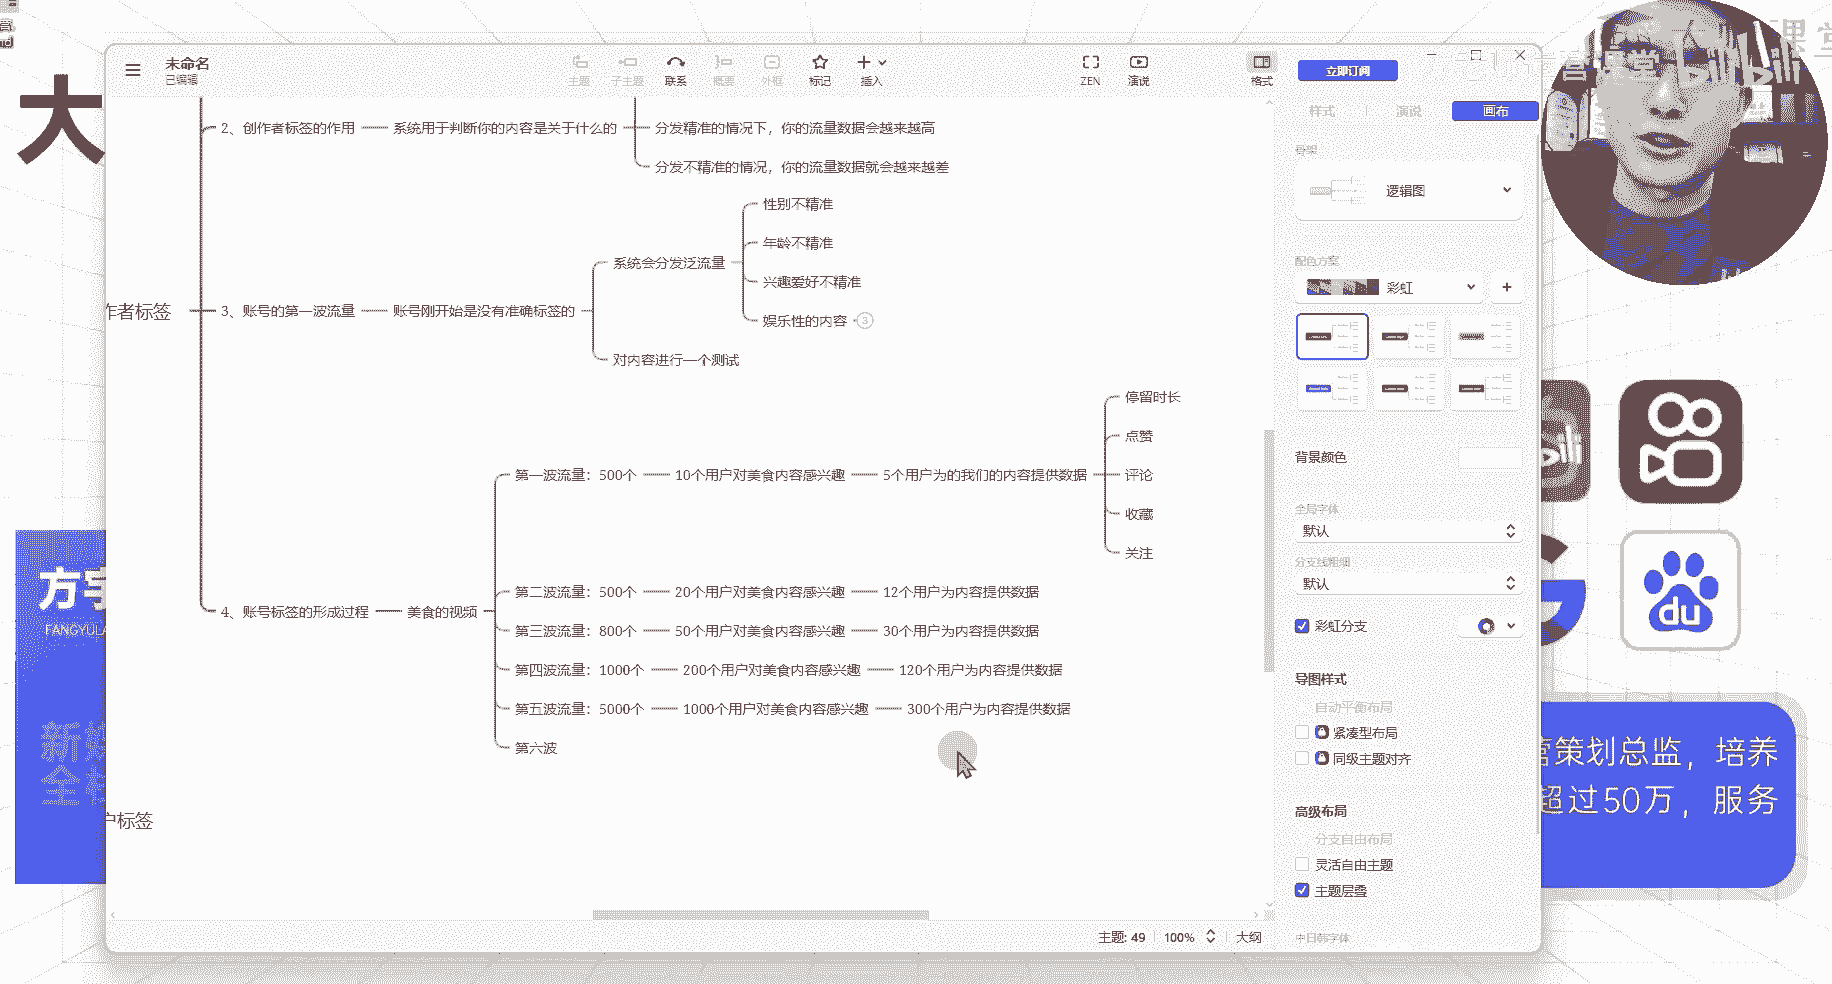 未命名
已编辑
主题
子主题
联系
概要
外框
标记
插入
ZEN
演说
格式
立即订阅
大
2、创作者标签的作用
系统用于判断你的内容是关于什么的
分发精准的情况下，你的流量数据会越来越高
分发不精准的情况，你的流量数据就会越来越差
作者标签
3、账号的第一波流量
账号刚开始是没有准确标签的
系统会分发泛流量
性别不精准
年龄不精准
兴趣爱好不精准
娱乐性的内容
3
对内容进行一个测试
4、账号标签的形成过程
美食的视频
第一波流量：500个
10个用户对美食内容感兴趣
5个用户为的我们的内容提供数据
停留时长
点赞
评论
收藏
关注
第二波流量：500个
20个用户对美食内容感兴趣
12个用户为内容提供数据
第三波流量：800个
50个用户对美食内容感兴趣
30个用户为内容提供数据
第四波流量：1000个
200个用户对美食内容感兴趣
120个用户为内容提供数据
第五波流量：5000个
1000个用户对美食内容感兴趣
300个用户为内容提供数据
第六波
户标签
主题: 49
100%
大纲
样式
演说
画布
骨架
逻辑图
配色方案
彩虹
背景颜色
全局字体
默认
分支线粗细
默认
彩虹分支
导图样式
自动平衡布局
紧凑型布局
同级主题对齐
高级布局
分支自由布局
灵活自由主题
主题层叠
中日韩字体
课堂
营课堂
bilibili
du
方宇
FANGYULA
新媒
全栈
营策划总监，培养
超过50万，服务